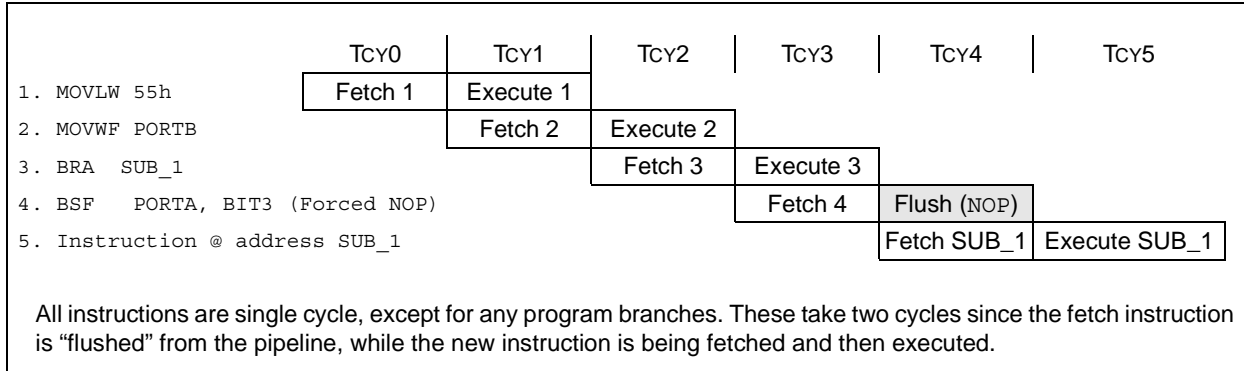 TCY0 TCY1 TCY2 TCY3 TCY4 TCY5
1. MOVLW 55h Fetch 1 Execute 1
2. MOVWF PORTB Fetch 2 Execute 2
3. BRA SUB_1 Fetch 3 Execute 3
4. BSF PORTA, BIT3 (Forced NOP) Fetch 4 Flush (NOP)
5. Instruction @ address SUB_1 Fetch SUB_1 Execute SUB_1
All instructions are single cycle, except for any program branches. These take two cycles since the fetch instruction
is “flushed” from the pipeline, while the new instruction is being fetched and then executed.